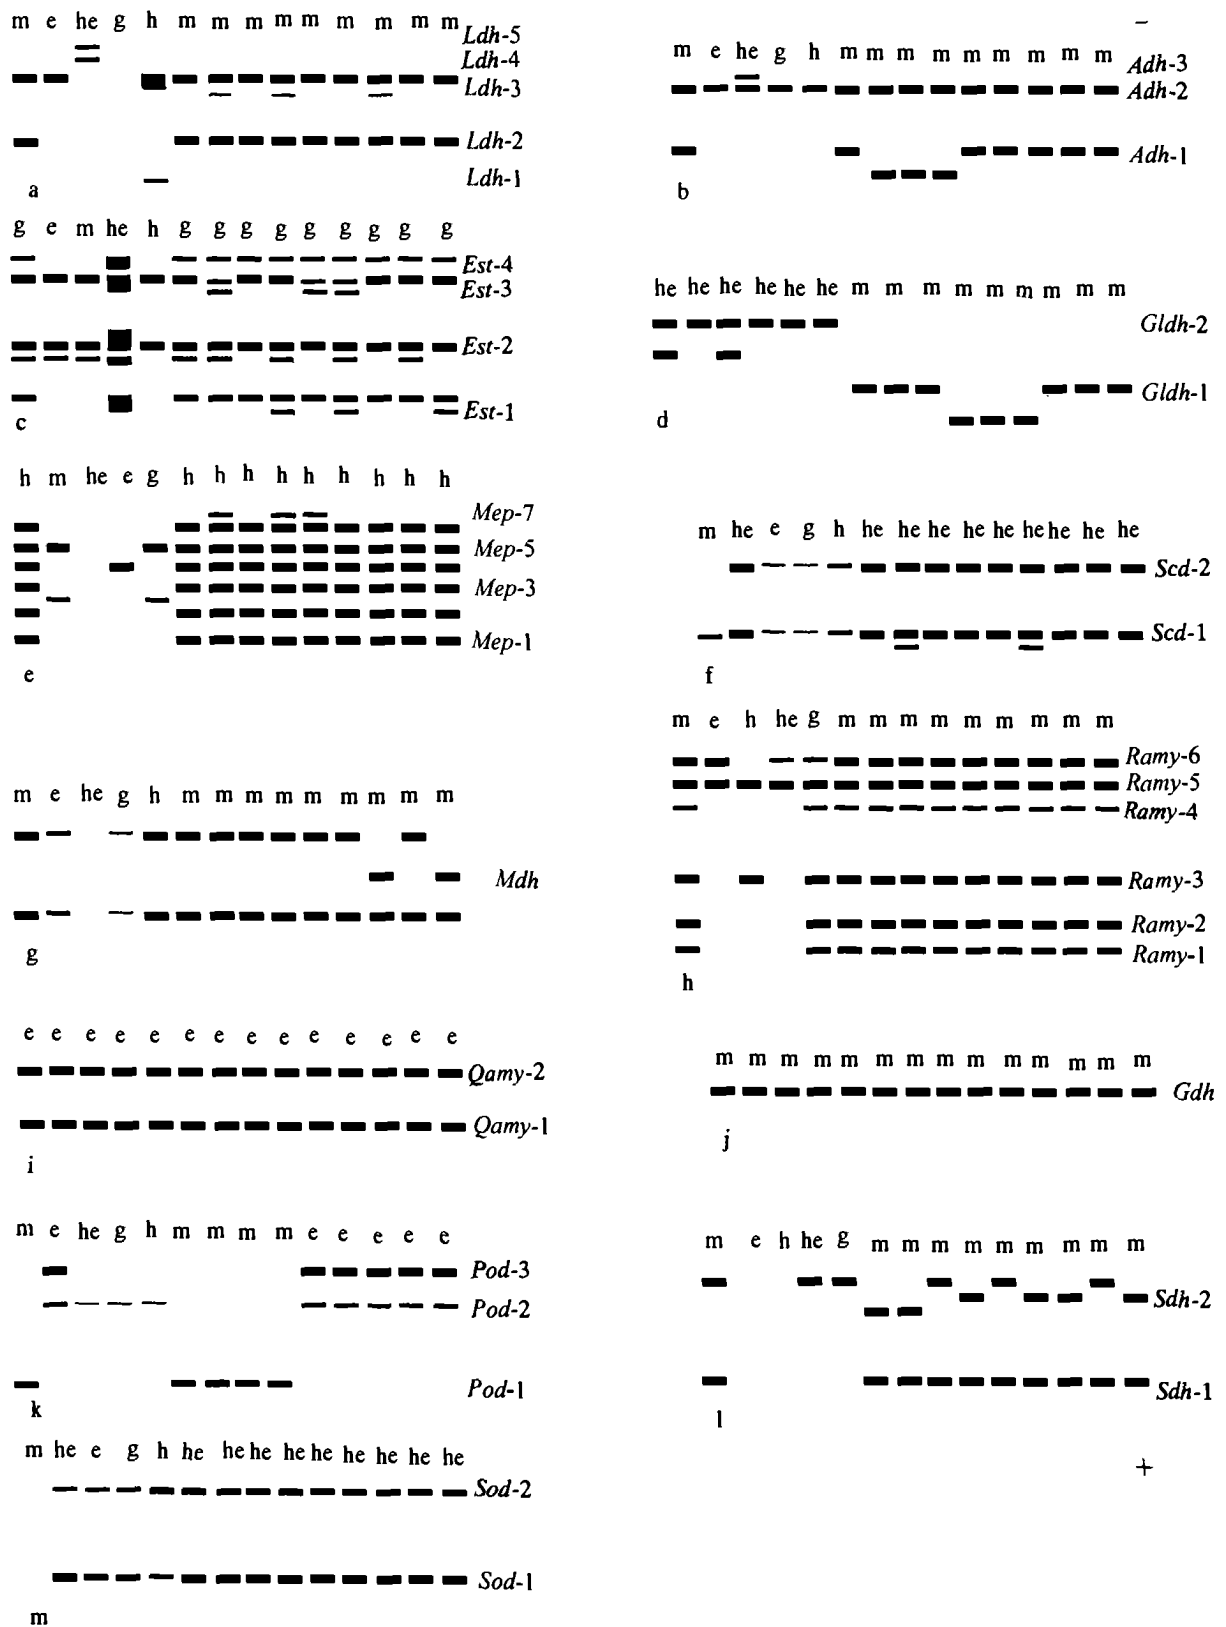 m e he g h m m m m m m m m m
Ldh-5
Ldh-4
Ldh-3
Ldh-2
Ldh-1
a
g e m he h g g g g g g g g g
Est-4
Est-3
Est-2
Est-1
c
h m he e g h h h h h h h h h
Mep-7
Mep-5
Mep-3
Mep-1
e
m e he g h m m m m m m m m m
Mdh
g
e e e e e e e e e e e e e e
Qamy-2
Qamy-1
i
m e he g h m m m m e e e e e
Pod-3
Pod-2
Pod-1
k
m he e g h he he he he he he he he he
Sod-2
Sod-1
m
−
m e he g h m m m m m m m m m
Adh-3
Adh-2
Adh-1
b
he he he he he he m m m m m m m m m
Gldh-2
Gldh-1
d
m he e g h he he he he he he he he he
Scd-2
Scd-1
f
m e h he g m m m m m m m m m
Ramy-6
Ramy-5
Ramy-4
Ramy-3
Ramy-2
Ramy-1
h
m m m m m m m m m m m m m m
Gdh
j
m e h he g m m m m m m m m m
Sdh-2
Sdh-1
l
+